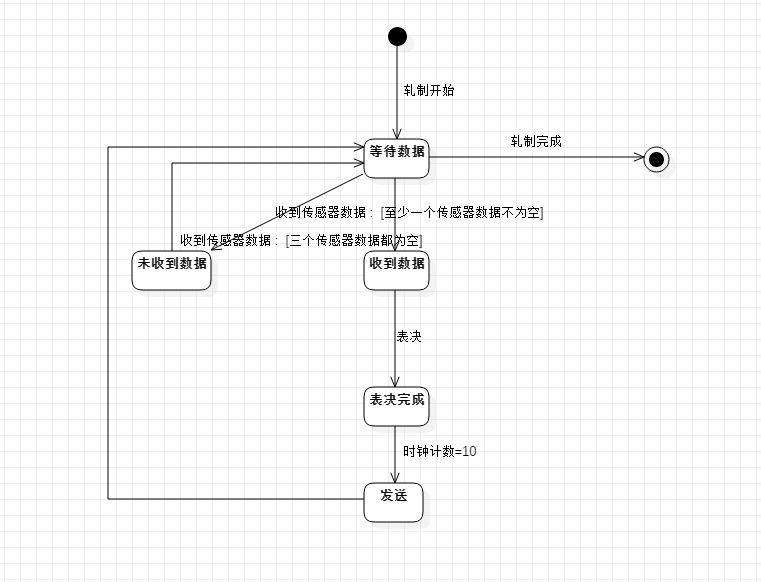 轧制开始
轧制完成
等待数据
收到传感器数据： [至少一个传感器数据不为空]
收到传感器数据： [三个传感器数据都为空]
未收到数据
收到数据
表决
表决完成
时钟计数=10
发送